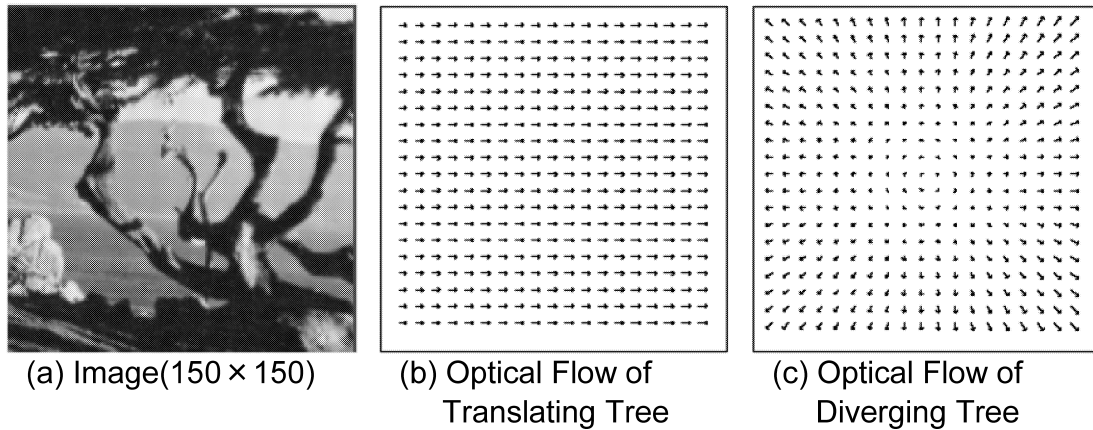 (a) Image(150×150)
(b) Optical Flow of
Translating Tree
(c) Optical Flow of
Diverging Tree